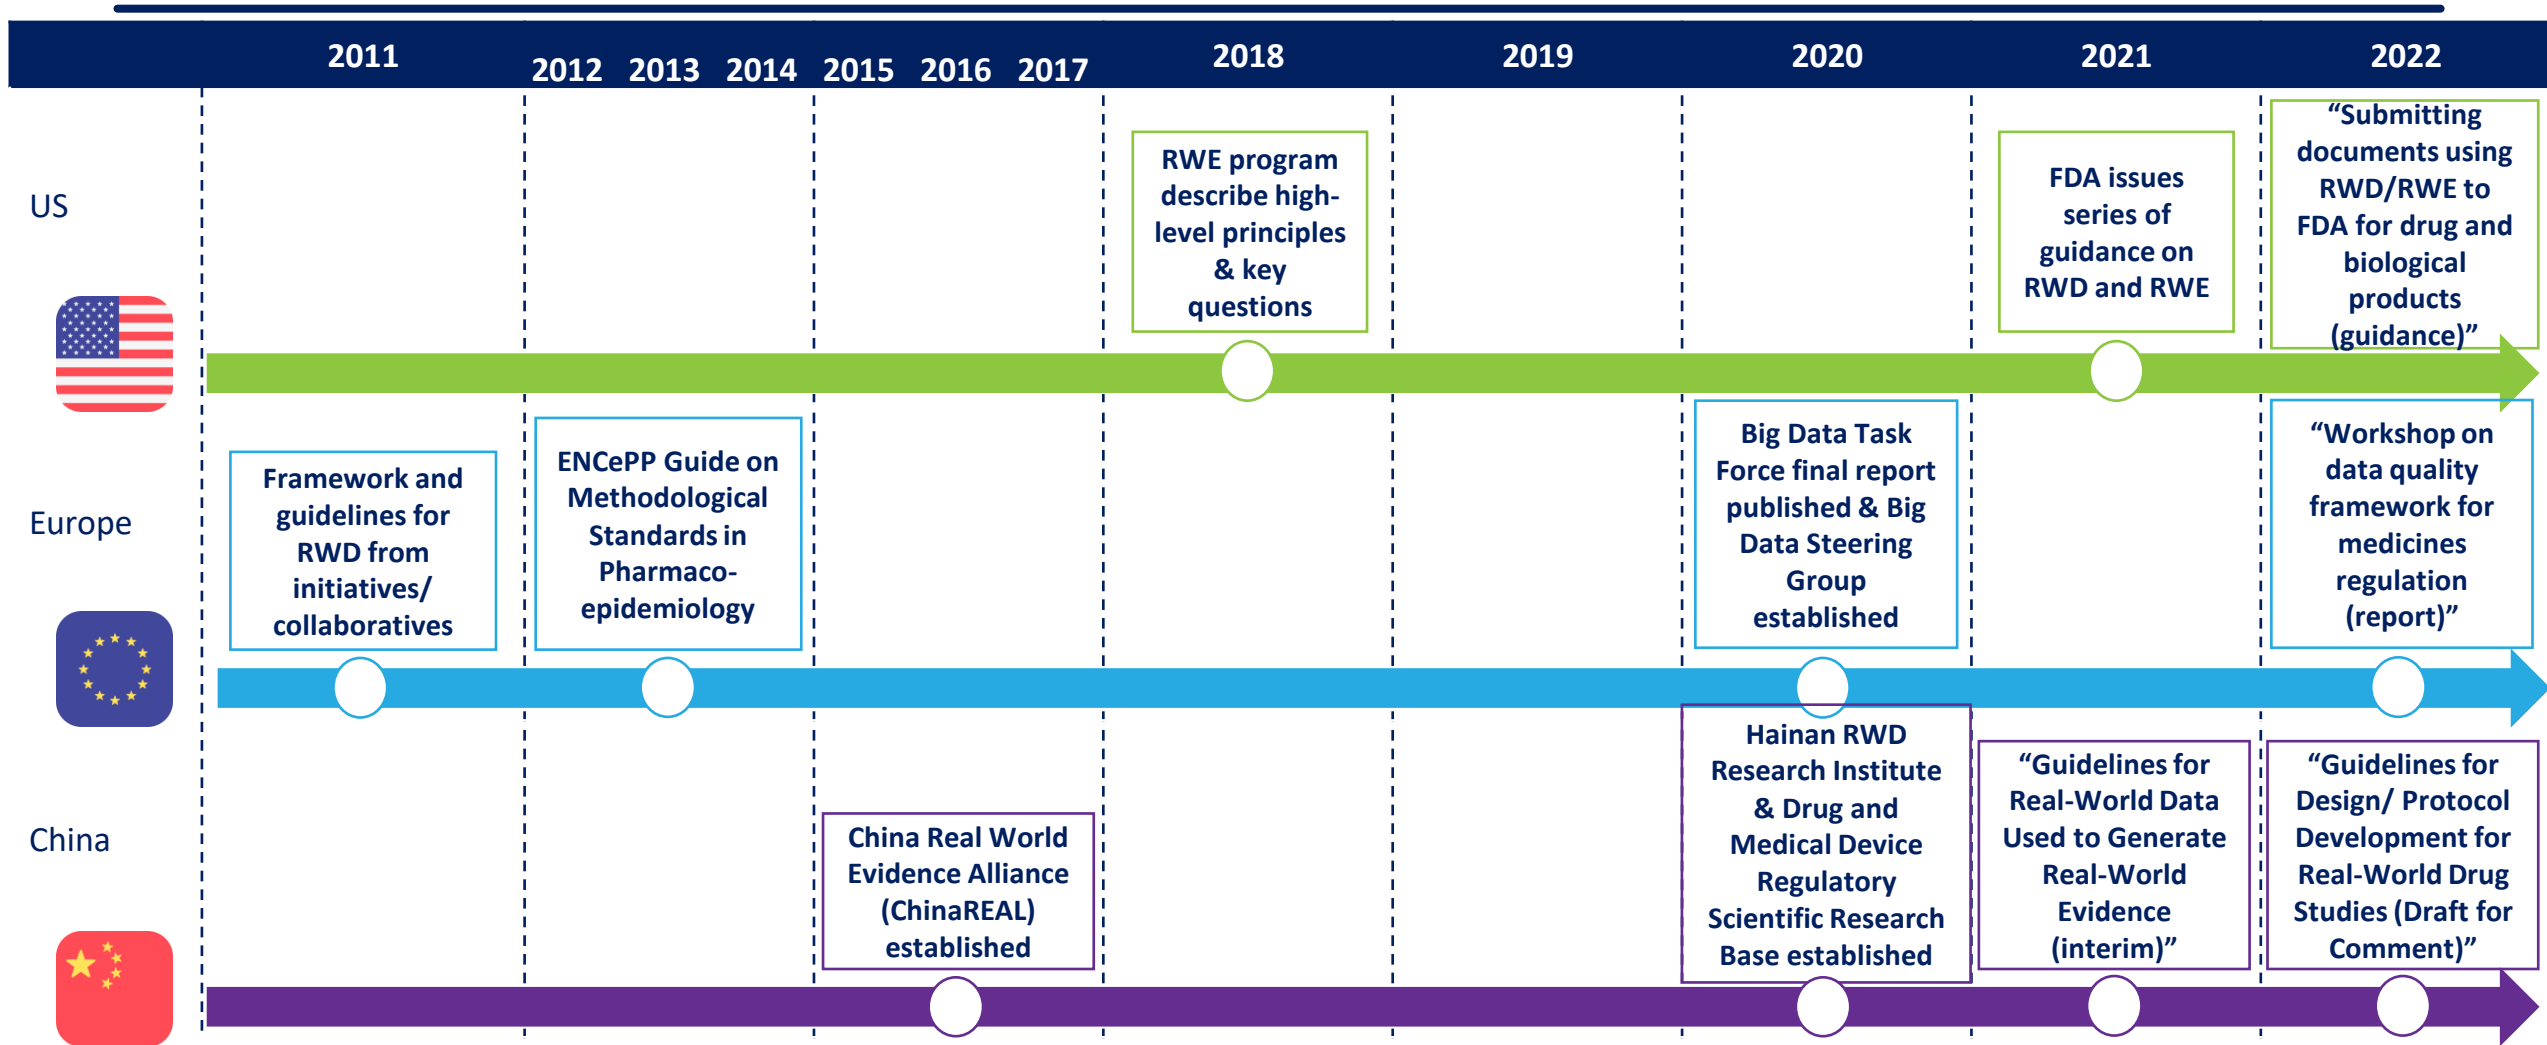 2011
2012 2013 2014 2015 2016 2017
2018
2019
2020
2021
2022
US
RWE program
describe high-
level principles
& key
questions
FDA issues
series of
guidance on
RWD and RWE
“Submitting
documents using
RWD/RWE to
FDA for drug and
biological
products
(guidance)”
Europe
Framework and
guidelines for
RWD from
initiatives/
collaboratives
ENCePP Guide on
Methodological
Standards in
Pharmaco-
epidemiology
Big Data Task
Force final report
published & Big
Data Steering
Group
established
“Workshop on
data quality
framework for
medicines
regulation
(report)”
China
China Real World
Evidence Alliance
(ChinaREAL)
established
Hainan RWD
Research Institute
& Drug and
Medical Device
Regulatory
Scientific Research
Base established
“Guidelines for
Real-World Data
Used to Generate
Real-World
Evidence
(interim)”
“Guidelines for
Design/ Protocol
Development for
Real-World Drug
Studies (Draft for
Comment)”